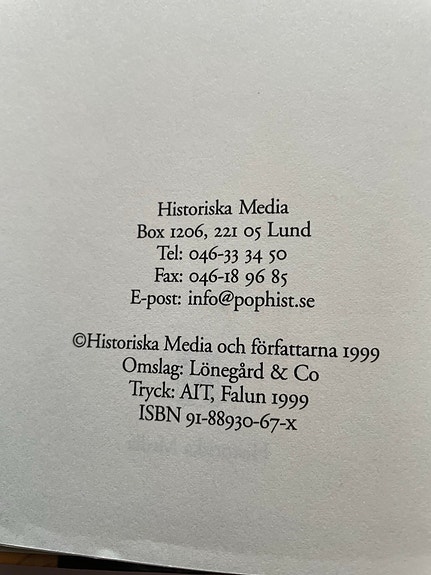 Historiska Media
Box 1206, 221 05 Lund
Tel: 046-33 34 50
Fax: 046-18 96 85
E-post: info@pophist.se
©Historiska Media och författarna 1999
Omslag: Lönegård & Co
Tryck: AIT, Falun 1999
ISBN 91-88930-67-x